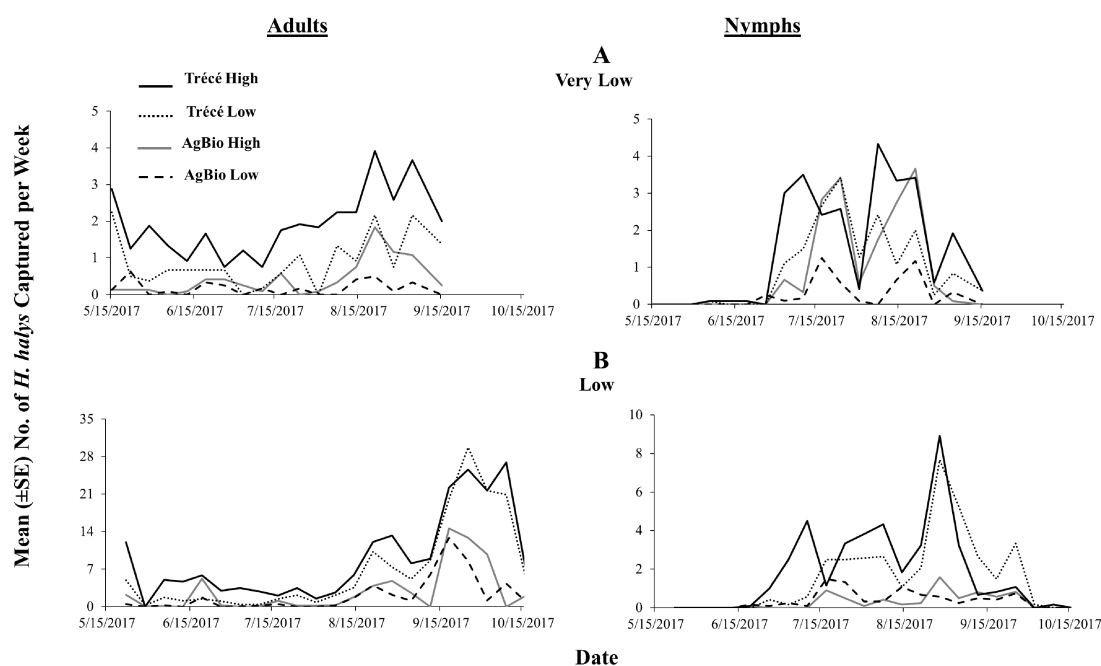 Adults
Nymphs
A
Very Low
Trécé High
Trécé Low
AgBio High
AgBio Low
Mean (±SE) No. of H. halys Captured per Week
5
4
3
2
1
0
5/15/2017 6/15/2017 7/15/2017 8/15/2017 9/15/2017 10/15/2017
5
4
3
2
1
0
5/15/2017 6/15/2017 7/15/2017 8/15/2017 9/15/2017 10/15/2017
B
Low
35
28
21
14
7
0
5/15/2017 6/15/2017 7/15/2017 8/15/2017 9/15/2017 10/15/2017
10
8
6
4
2
0
5/15/2017 6/15/2017 7/15/2017 8/15/2017 9/15/2017 10/15/2017
Date